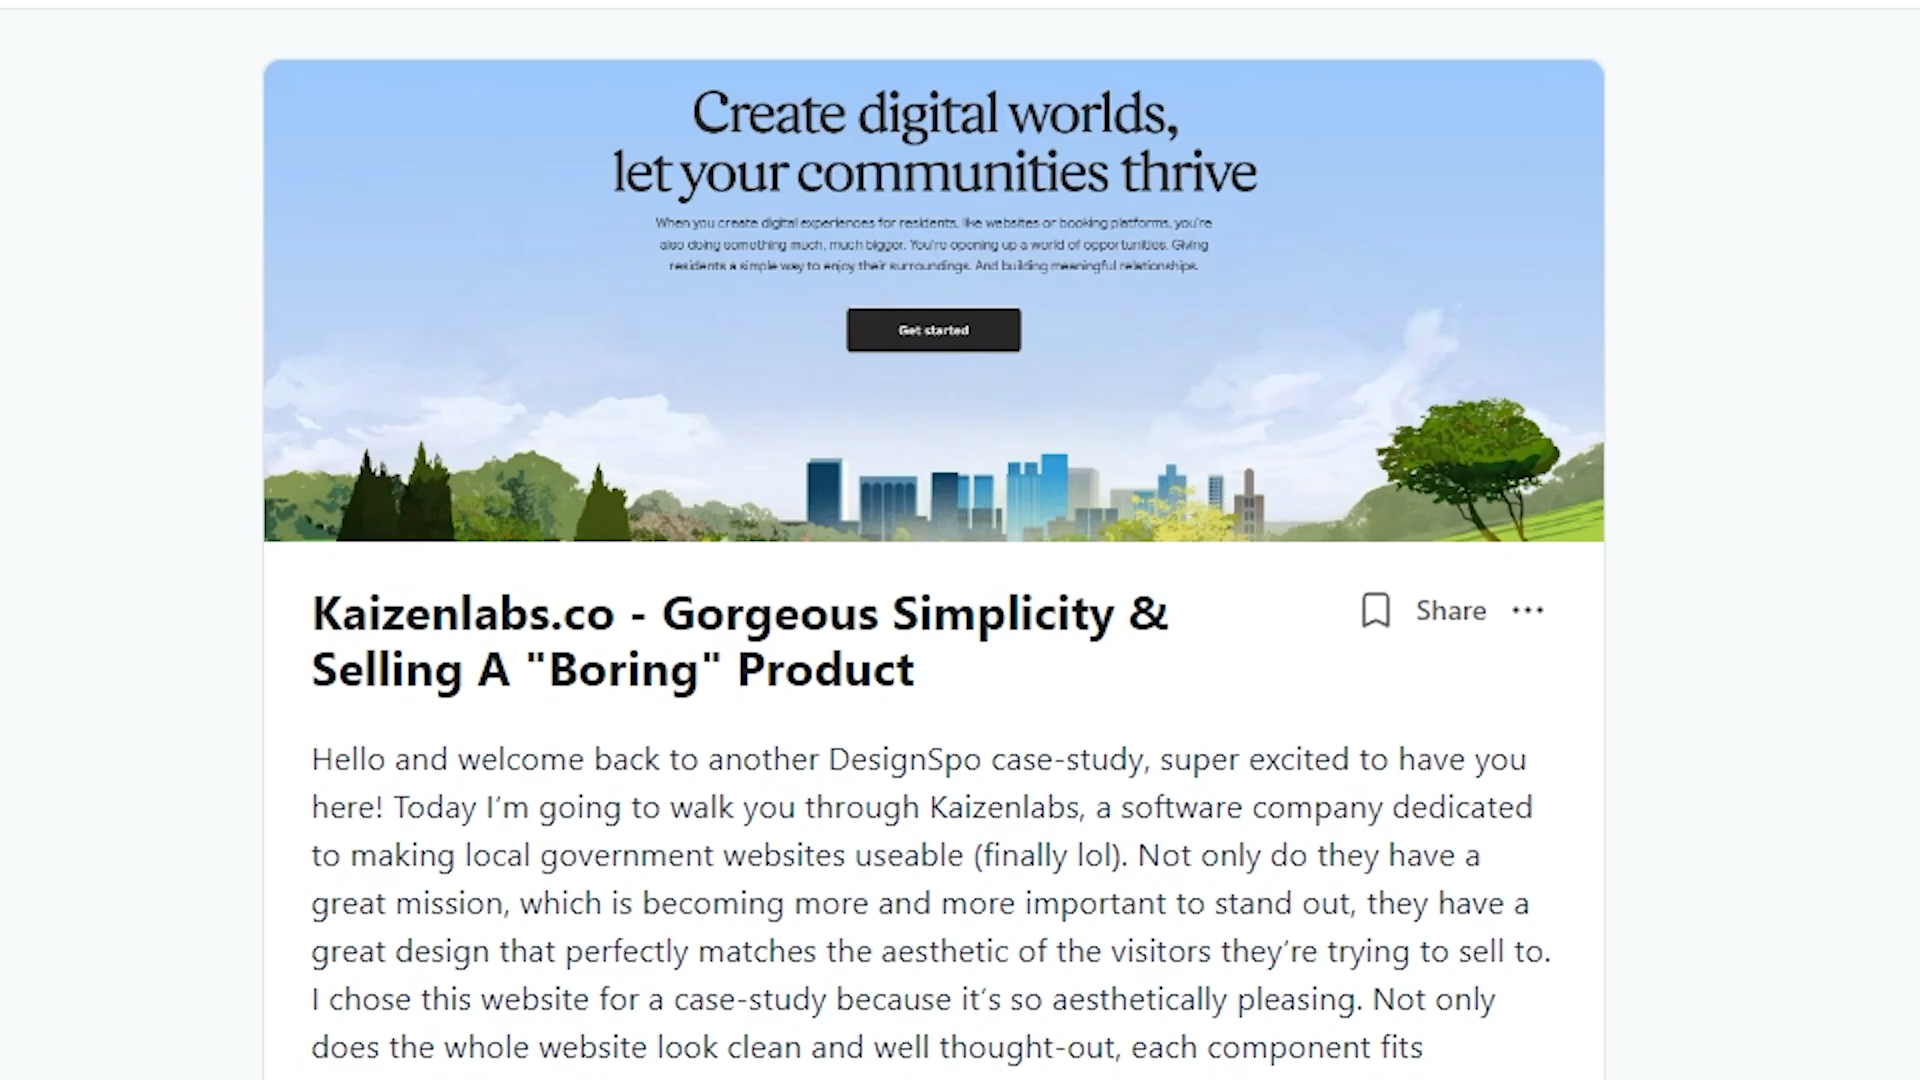 Create digital worlds,
let your communities thrive
When you create digital experiences for residents, like websites or booking platforms, you're
also doing something much, much bigger. You're opening up a world of opportunities. Giving
residents a simple way to enjoy their surroundings. And building meaningful relationships.
Get started
Kaizenlabs.co - Gorgeous Simplicity &
Selling A "Boring" Product
Share
Hello and welcome back to another DesignSpo case-study, super excited to have you
here! Today I’m going to walk you through Kaizenlabs, a software company dedicated
to making local government websites useable (finally lol). Not only do they have a
great mission, which is becoming more and more important to stand out, they have a
great design that perfectly matches the aesthetic of the visitors they’re trying to sell to.
I chose this website for a case-study because it’s so aesthetically pleasing. Not only
does the whole website look clean and well thought-out, each component fits